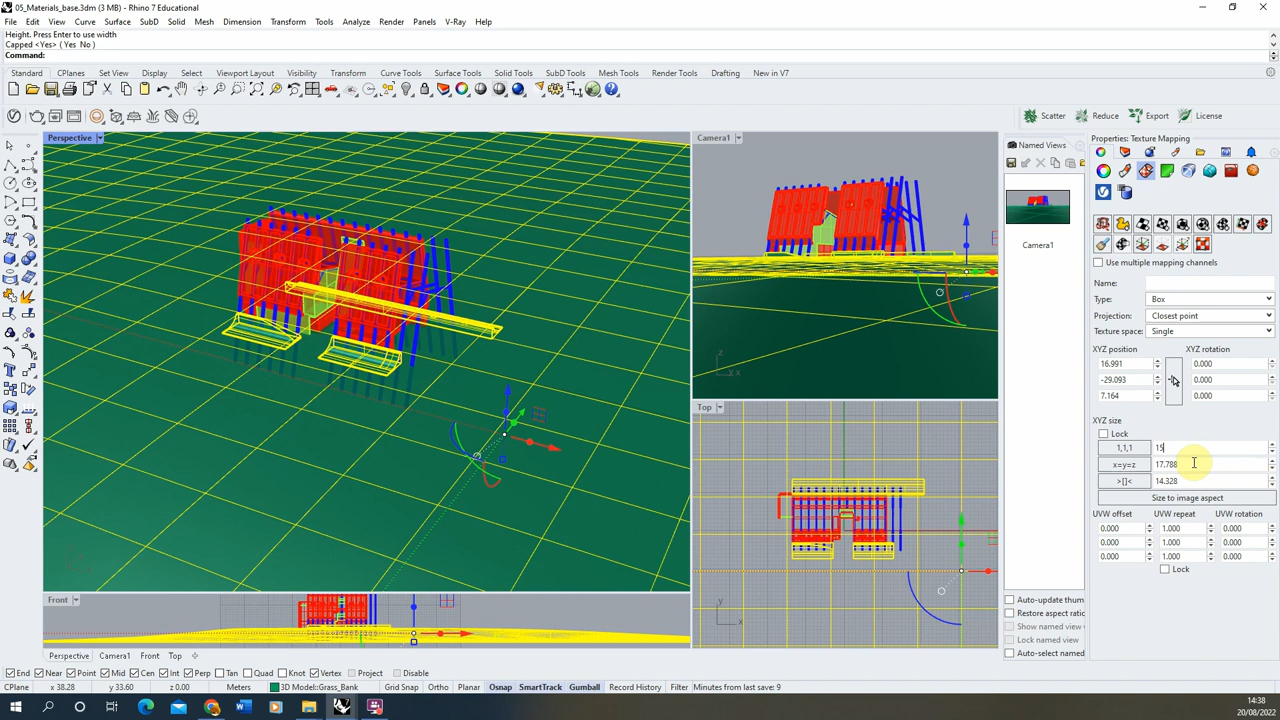 05_Materials_base.3dm (3 MB) - Rhino 7 Educational
File Edit View Curve Surface SubD Solid Mesh Dimension Transform Tools Analyze Render Panels V-Ray Help
Height. Press Enter to use width
Capped <Yes> ( Yes No )
Command:
Standard CPlanes Set View Display Select Viewport Layout Visibility Transform Curve Tools Surface Tools Solid Tools SubD Tools Mesh Tools Render Tools Drafting New in V7
Scatter Reduce Export License
Perspective
Camera1
Named Views
Properties: Texture Mapping
Camera1
Use multiple mapping channels
Name:
Type: Box
Projection: Closest point
Texture space: Single
XYZ position XYZ rotation
16.991 0.000
-29.093 0.000
7.164 0.000
XYZ size
Lock
1,1,1 15
x=y=z 17.788
>[]< 14.328
Size to image aspect
UVW offset UVW repeat UVW rotation
0.000 1.000 0.000
0.000 1.000 0.000
0.000 1.000 0.000
Lock
z
y x
Top
y
x
Front
Auto-update thum
Restore aspect ratio
Show named view
Lock named view
Auto-select named
Perspective Camera1 Front Top
End Near Point Mid Cen Int Perp Tan Quad Knot Vertex Project Disable
CPlane x 38.28 y 33.60 z 0.00 Meters 3D Model:Grass_Bank Grid Snap Ortho Planar Osnap SmartTrack Gumball Record History Filter Minutes from last save: 9
14:38
20/08/2022